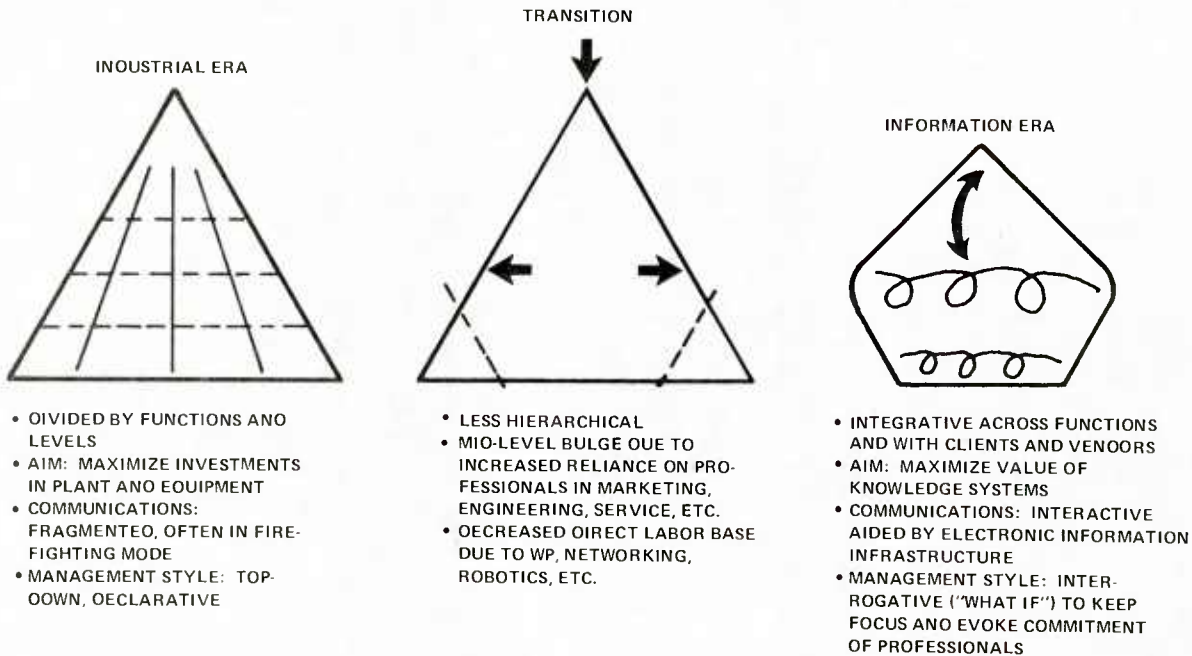 TRANSITION
INOUSTRIAL ERA
INFORMATION ERA
• OIVIDED BY FUNCTIONS ANO
LEVELS
• AIM: MAXIMIZE INVESTMENTS
IN PLANT ANO EQUIPMENT
• COMMUNICATIONS:
FRAGMENTEO, OFTEN IN FIRE-
FIGHTING MODE
• MANAGEMENT STYLE: TOP-
OOWN, OECLARATIVE
• LESS HIERARCHICAL
• MIO-LEVEL BULGE OUE TO
INCREASED RELIANCE ON PRO-
FESSIONALS IN MARKETING,
ENGINEERING, SERVICE, ETC.
• OECREASED OIRECT LABOR BASE
DUE TO WP, NETWORKING,
ROBOTICS, ETC.
• INTEGRATIVE ACROSS FUNCTIONS
AND WITH CLIENTS AND VENOORS
• AIM: MAXIMIZE VALUE OF
KNOWLEDGE SYSTEMS
• COMMUNICATIONS: INTERACTIVE
AIDED BY ELECTRONIC INFORMATION
INFRASTRUCTURE
• MANAGEMENT STYLE: INTER-
ROGATIVE ("WHAT IF") TO KEEP
FOCUS ANO EVOKE COMMITMENT
OF PROFESSIONALS